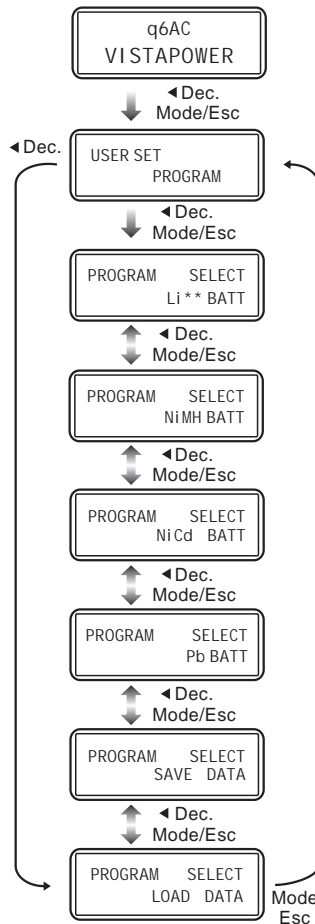 q6AC
VISTAPOWER
◄Dec.
Mode/Esc
◄Dec.
USER SET
PROGRAM
◄Dec.
Mode/Esc
PROGRAM SELECT
Li** BATT
◄Dec.
Mode/Esc
PROGRAM SELECT
NiMH BATT
◄Dec.
Mode/Esc
PROGRAM SELECT
NiCd BATT
◄Dec.
Mode/Esc
PROGRAM SELECT
Pb BATT
◄Dec.
Mode/Esc
PROGRAM SELECT
SAVE DATA
◄Dec.
Mode/Esc
PROGRAM SELECT
LOAD DATA
Mode
Esc